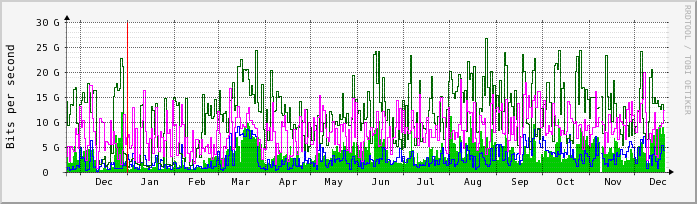 30 G
25 G
20 G
15 G
10 G
5 G
0
Bits per second
Dec Jan Feb Mar Apr May Jun Jul Aug Sep Oct Nov Dec
RRDTOOL / TOBI OETIKER